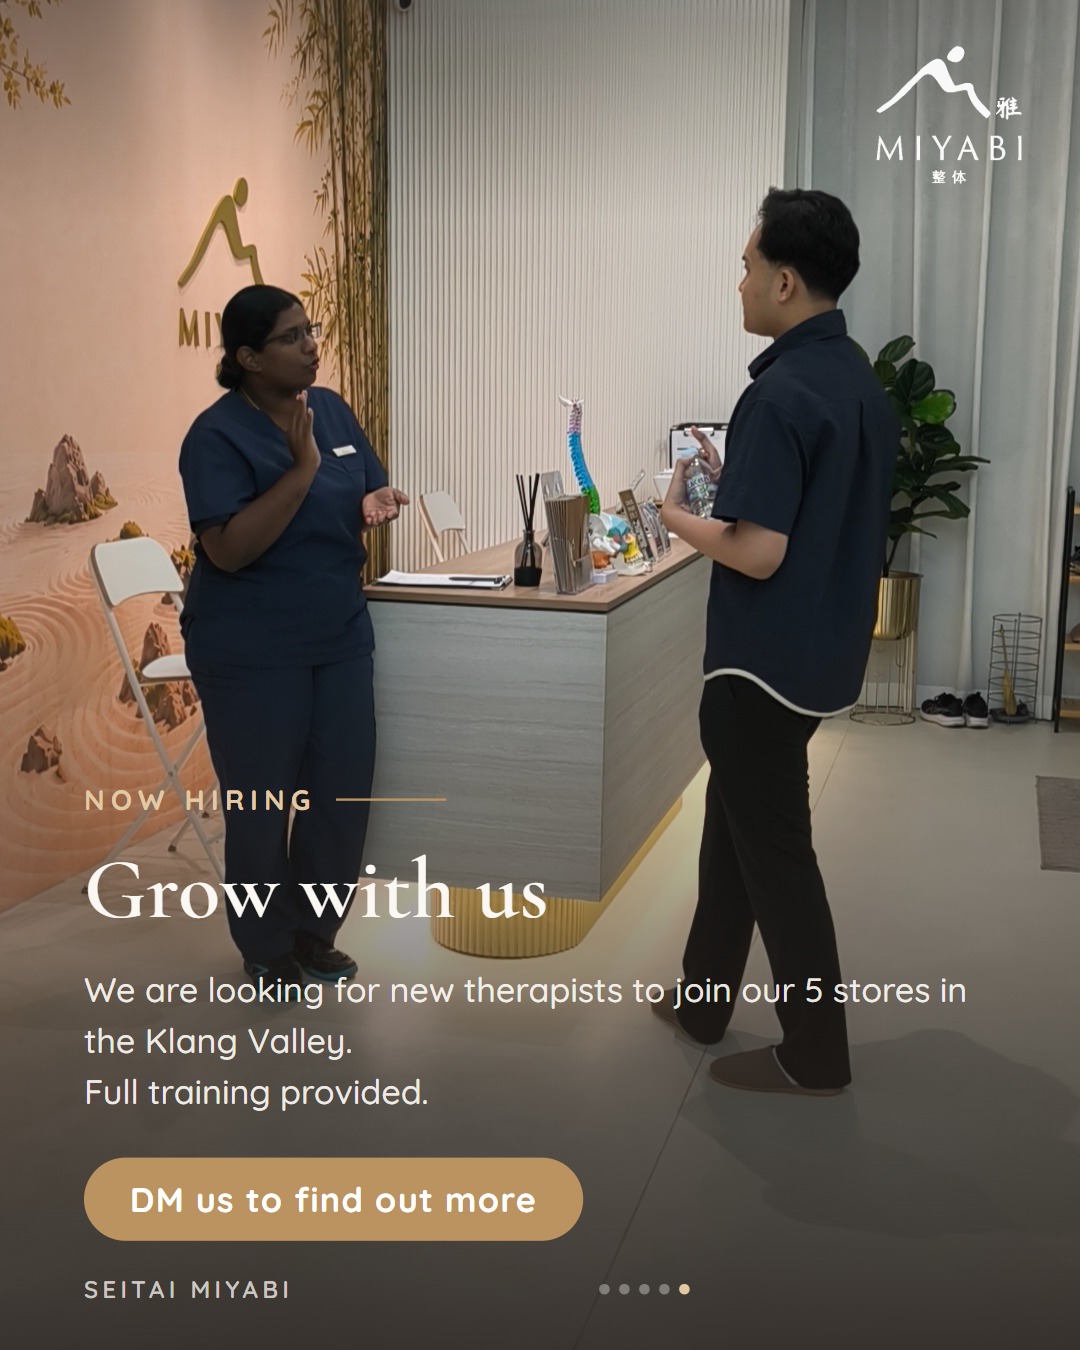 雅
MIYABI
整体
NOW HIRING
Grow with us
We are looking for new therapists to join our 5 stores in
the Klang Valley.
Full training provided.
DM us to find out more
SEITAI MIYABI